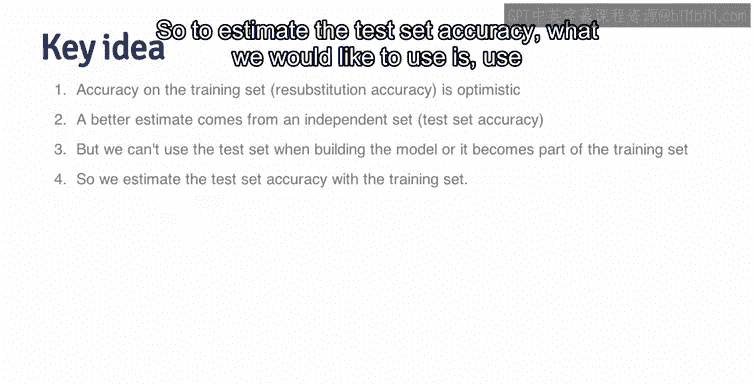 So to estimate the test set accuracy, what
we would like to use is, use
Key idea
1. Accuracy on the training set (resubstitution accuracy) is optimistic
2. A better estimate comes from an independent set (test set accuracy)
3. But we can't use the test set when building the model or it becomes part of the training set
4. So we estimate the test set accuracy with the training set.